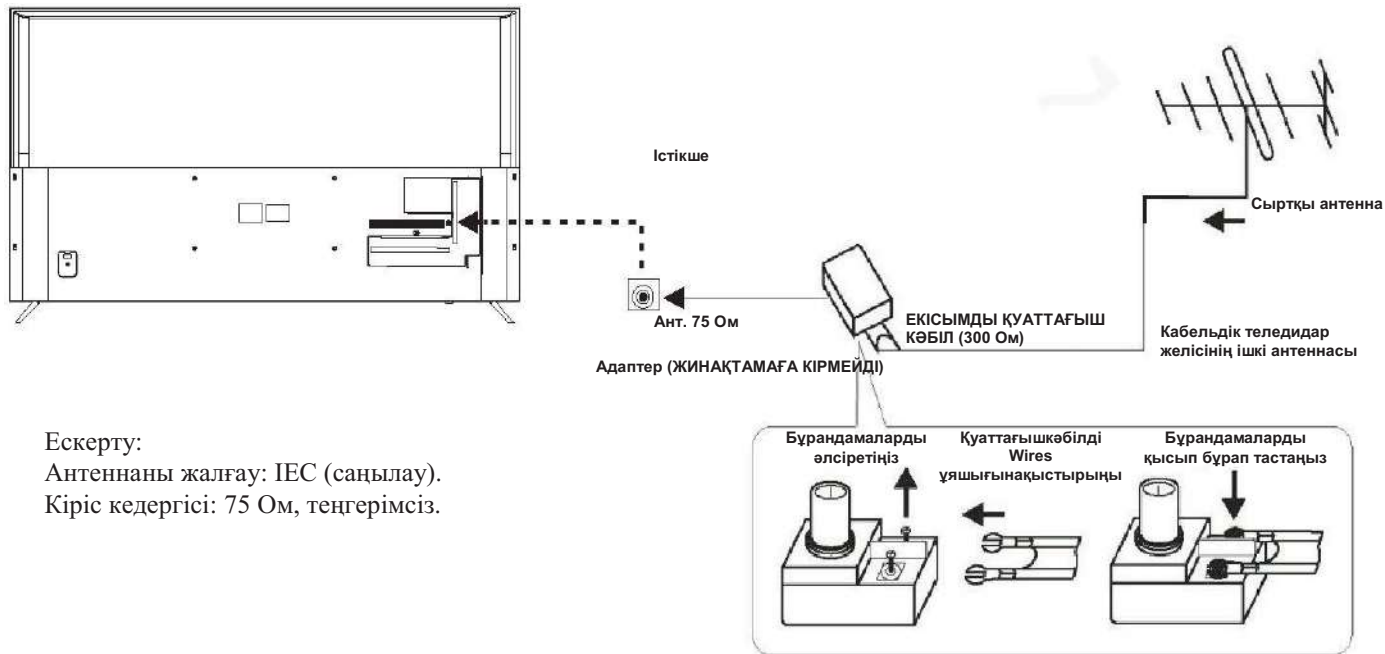 Істікше
Сыртқы антенна
Ант. 75 Ом
ЕКІСЫМДЫ ҚУАТТАҒЫШ
КӘБІЛ (300 Ом)
Кабельдік теледидар
желісінің ішкі антеннасы
Адаптер (ЖИНАҚТАМАҒА КІРМЕЙДІ)
Ескерту:
Антеннаны жалғау: IEC (саңылау).
Кіріс кедергісі: 75 Ом, теңгерімсіз.
Бұрандамаларды
әлсіретіңіз
Қуаттағышкәбілді
Wires
ұяшығынақыстырыңы
Бұрандамаларды
қысып бұрап тастаңыз